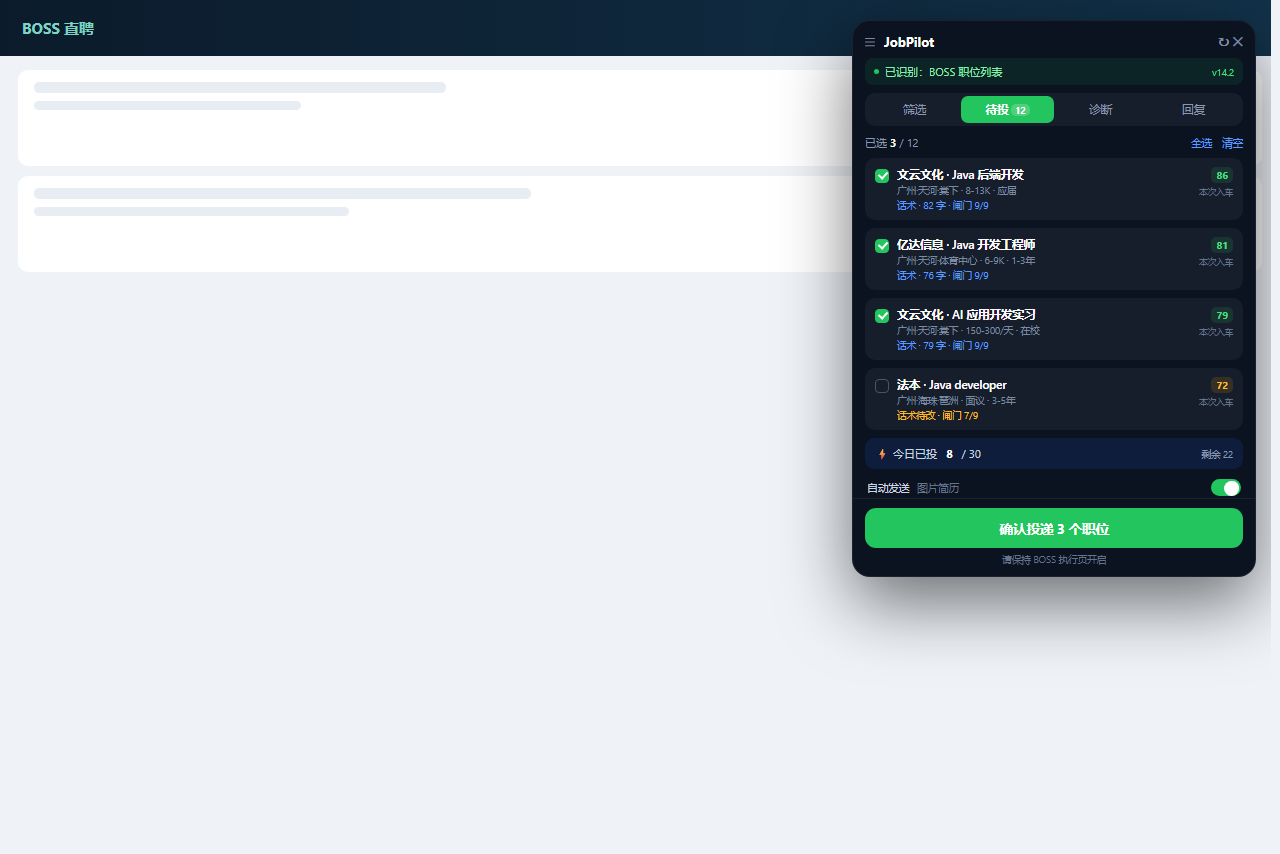 BOSS 直聘
☰ JobPilot ↻ ✕
已识别：BOSS 职位列表 v14.2
筛选 待投 12 诊断 回复
已选 3 / 12 全选 清空
文云文化 · Java 后端开发 86
广州·天河·棠下 · 8-13K · 应届 本次入车
话术 · 82 字 · 闸门 9/9
亿达信息 · Java 开发工程师 81
广州·天河·体育中心 · 6-9K · 1-3年 本次入车
话术 · 76 字 · 闸门 9/9
文云文化 · AI 应用开发实习 79
广州·天河·棠下 · 150-300/天 · 在校 本次入车
话术 · 79 字 · 闸门 9/9
法本 · Java developer 72
广州·海珠·琶洲 · 面议 · 3-5年 本次入车
话术待改 · 闸门 7/9
今日已投 8 / 30 剩余 22
自动发送 图片简历
确认投递 3 个职位
请保持 BOSS 执行页开启